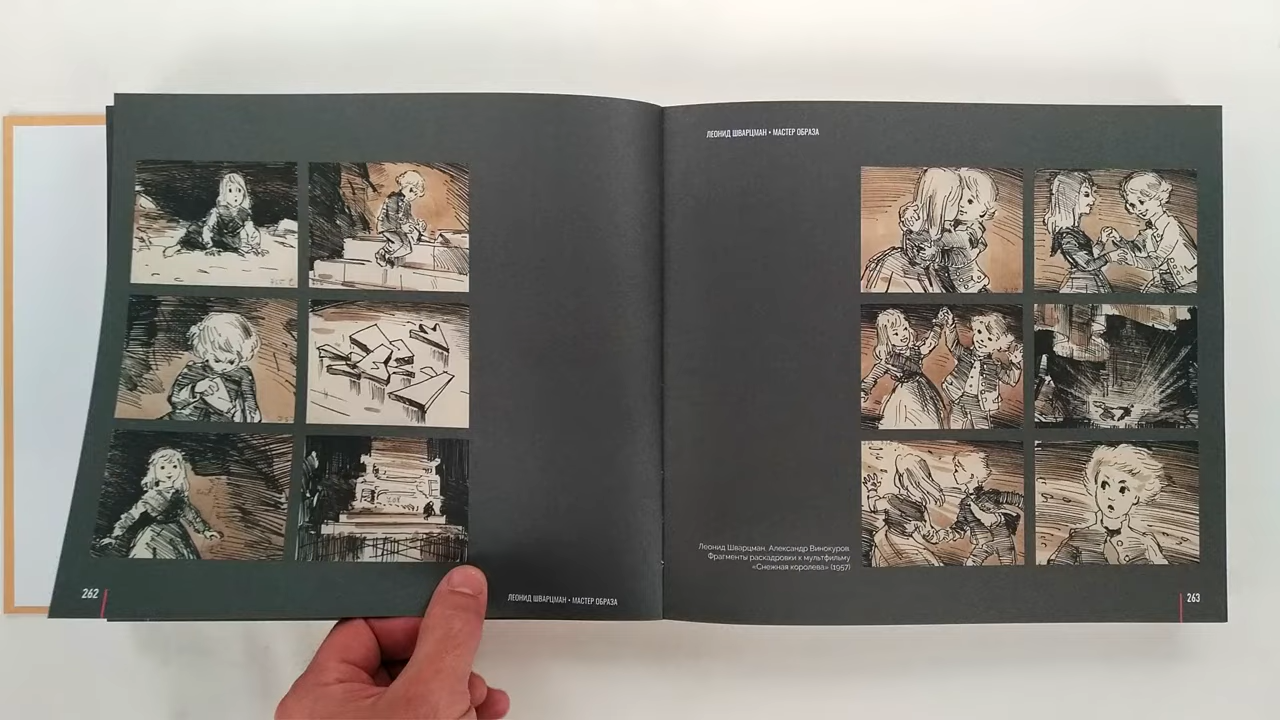 262
ЛЕОНИД ШВАРЦМАН • МАСТЕР ОБРАЗА
ЛЕОНИД ШВАРЦМАН • МАСТЕР ОБРАЗА
Леонид Шварцман, Александр Винокуров.
Фрагменты раскадровки к мультфильму
«Снежная королева» (1957)
263